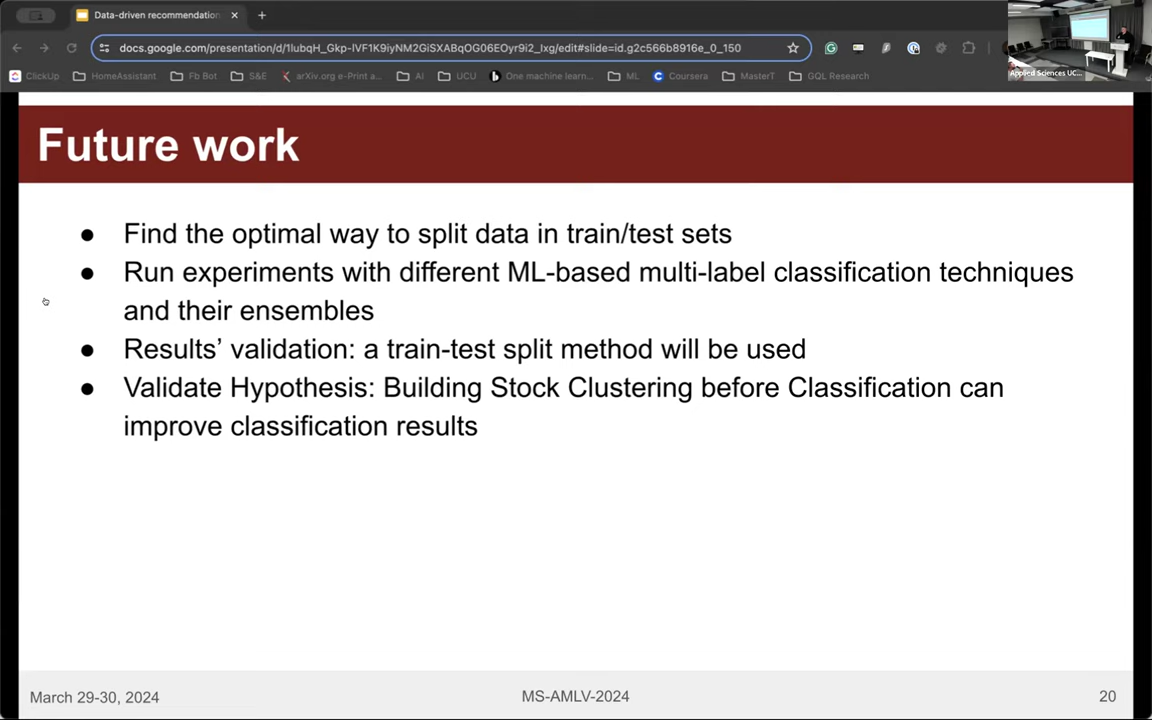 Data-driven recommendation
docs.google.com/presentation/d/1lubqH_Gkp-IVF1K9iyNM2GiSXABqOG06EOyr9i2_lxg/edit#slide=id.g2c566b8916e_0_150
ClickUp HomeAssistant Fb Bot S&E arXiv.org e-Print a... AI UCU One machine learn... ML Coursera MasterT GQL Research
Applied Sciences UC...
Future work
● Find the optimal way to split data in train/test sets
● Run experiments with different ML-based multi-label classification techniques
and their ensembles
● Results’ validation: a train-test split method will be used
● Validate Hypothesis: Building Stock Clustering before Classification can
improve classification results
March 29-30, 2024 MS-AMLV-2024 20